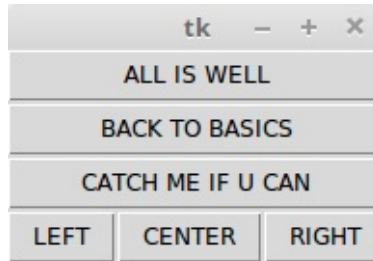 tk
ALL IS WELL
BACK TO BASICS
CATCH ME IF U CAN
LEFT CENTER RIGHT